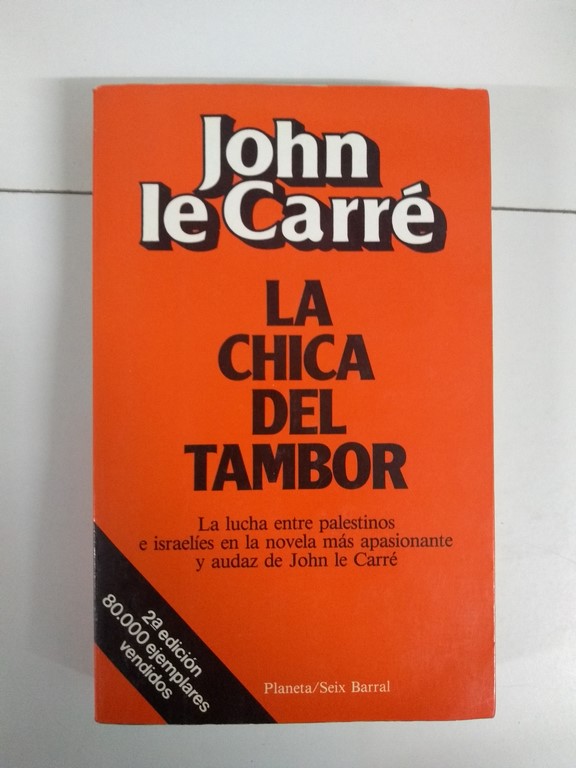 John
le Carré
LA
CHICA
DEL
TAMBOR
La lucha entre palestinos
e israelíes en la novela más apasionante
y audaz de John le Carré
2ª edición
80.000 ejemplares
vendidos
Planeta/Seix Barral